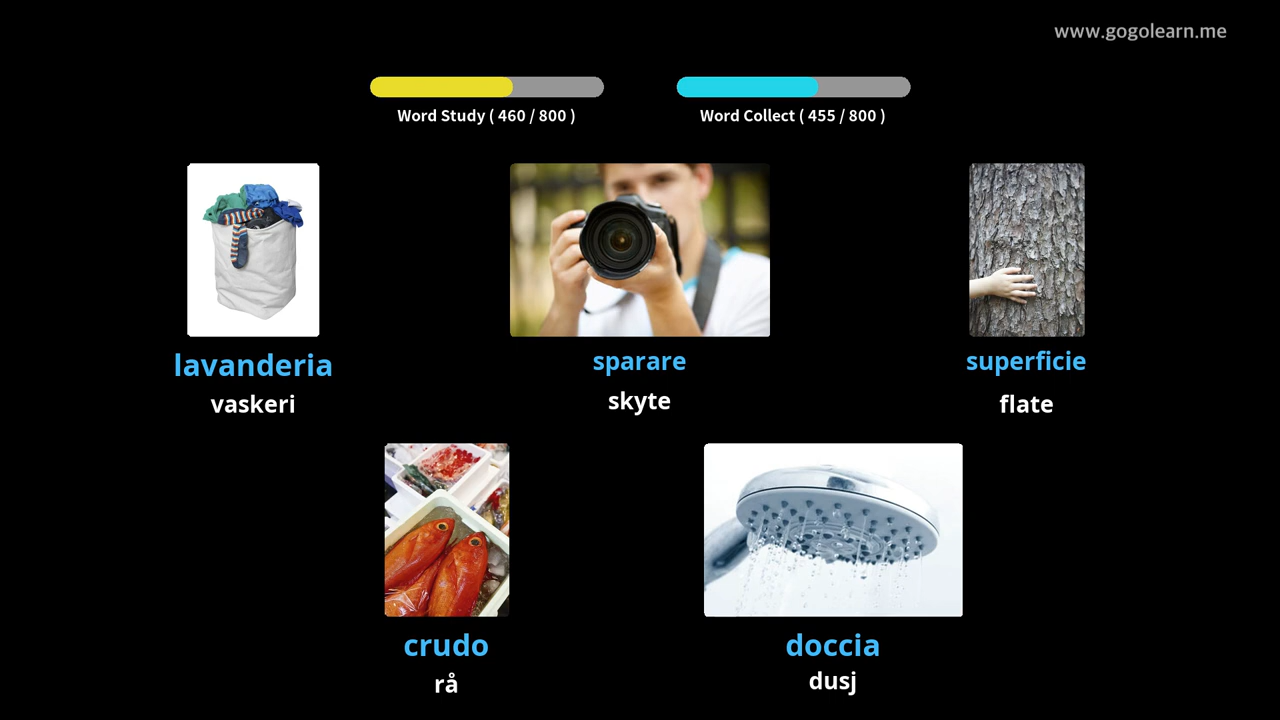 www.gogolearn.me
Word Study ( 460 / 800 )
Word Collect ( 455 / 800 )
lavanderia
vaskeri
sparare
skyte
superficie
flate
crudo
rå
doccia
dusj